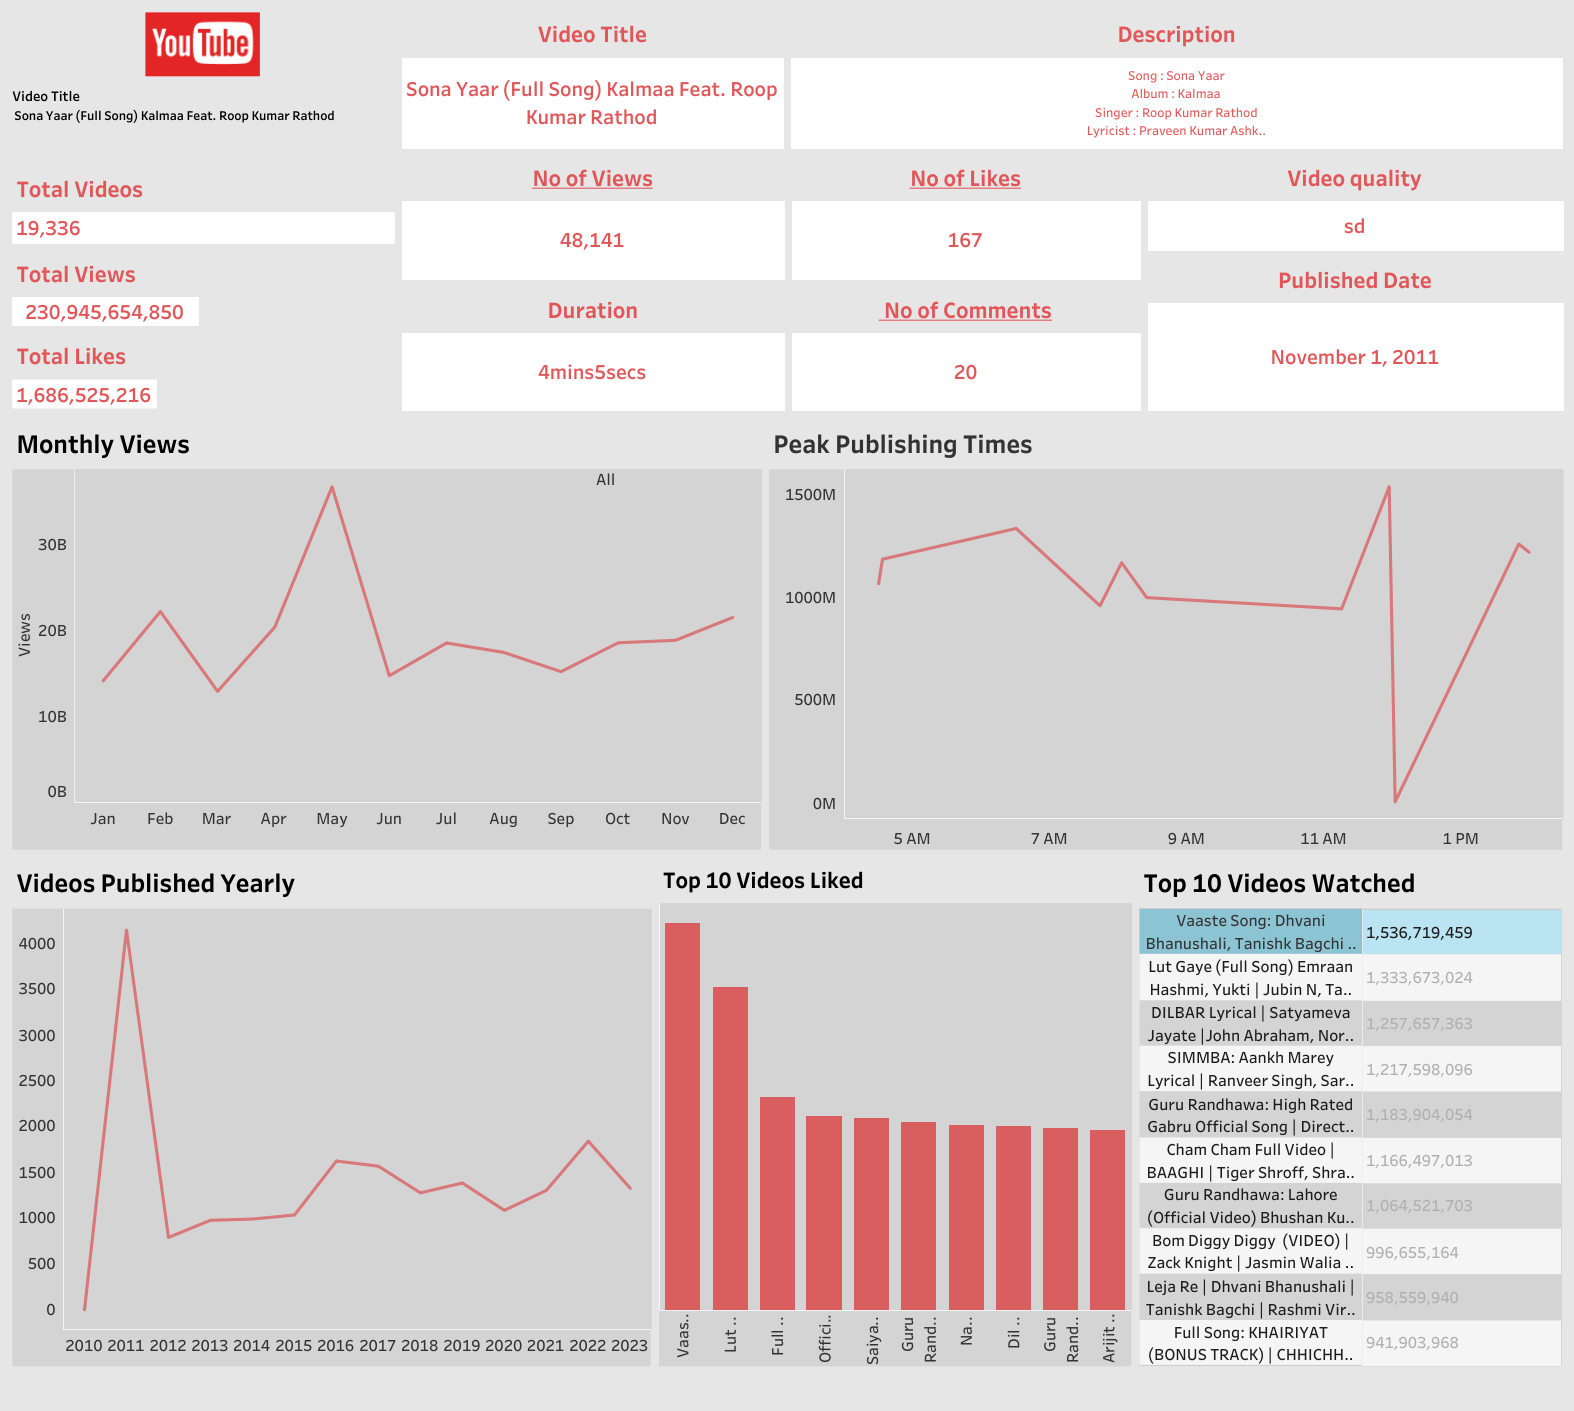 YouTube
Video Title
Sona Yaar (Full Song) Kalmaa Feat. Roop Kumar Rathod
Video Title
Sona Yaar (Full Song) Kalmaa Feat. Roop
Kumar Rathod
Description
Song : Sona Yaar
Album : Kalmaa
Singer : Roop Kumar Rathod
Lyricist : Praveen Kumar Ashk..
Total Videos
19,336
Total Views
230,945,654,850
Total Likes
1,686,525,216
No of Views
48,141
No of Likes
167
Video quality
sd
Duration
4mins5secs
No of Comments
20
Published Date
November 1, 2011
Monthly Views
All
Views
30B
20B
10B
0B
Jan Feb Mar Apr May Jun Jul Aug Sep Oct Nov Dec
Peak Publishing Times
1500M
1000M
500M
0M
5 AM 7 AM 9 AM 11 AM 1 PM
Videos Published Yearly
4000
3500
3000
2500
2000
1500
1000
500
0
2010 2011 2012 2013 2014 2015 2016 2017 2018 2019 2020 2021 2022 2023
Top 10 Videos Liked
Vaas..
Lut ..
Full ..
Offici..
Saiya..
Guru
Rand..
Na..
Dil ..
Guru
Rand..
Arijit ..
Top 10 Videos Watched
Vaaste Song: Dhvani
Bhanushali, Tanishk Bagchi ..
1,536,719,459
Lut Gaye (Full Song) Emraan
Hashmi, Yukti | Jubin N, Ta..
1,333,673,024
DILBAR Lyrical | Satyameva
Jayate |John Abraham, Nor..
1,257,657,363
SIMMBA: Aankh Marey
Lyrical | Ranveer Singh, Sar..
1,217,598,096
Guru Randhawa: High Rated
Gabru Official Song | Direct..
1,183,904,054
Cham Cham Full Video |
BAAGHI | Tiger Shroff, Shra..
1,166,497,013
Guru Randhawa: Lahore
(Official Video) Bhushan Ku..
1,064,521,703
Bom Diggy Diggy (VIDEO) |
Zack Knight | Jasmin Walia ..
996,655,164
Leja Re | Dhvani Bhanushali |
Tanishk Bagchi | Rashmi Vir..
958,559,940
Full Song: KHAIRIYAT
(BONUS TRACK) | CHHICHH..
941,903,968